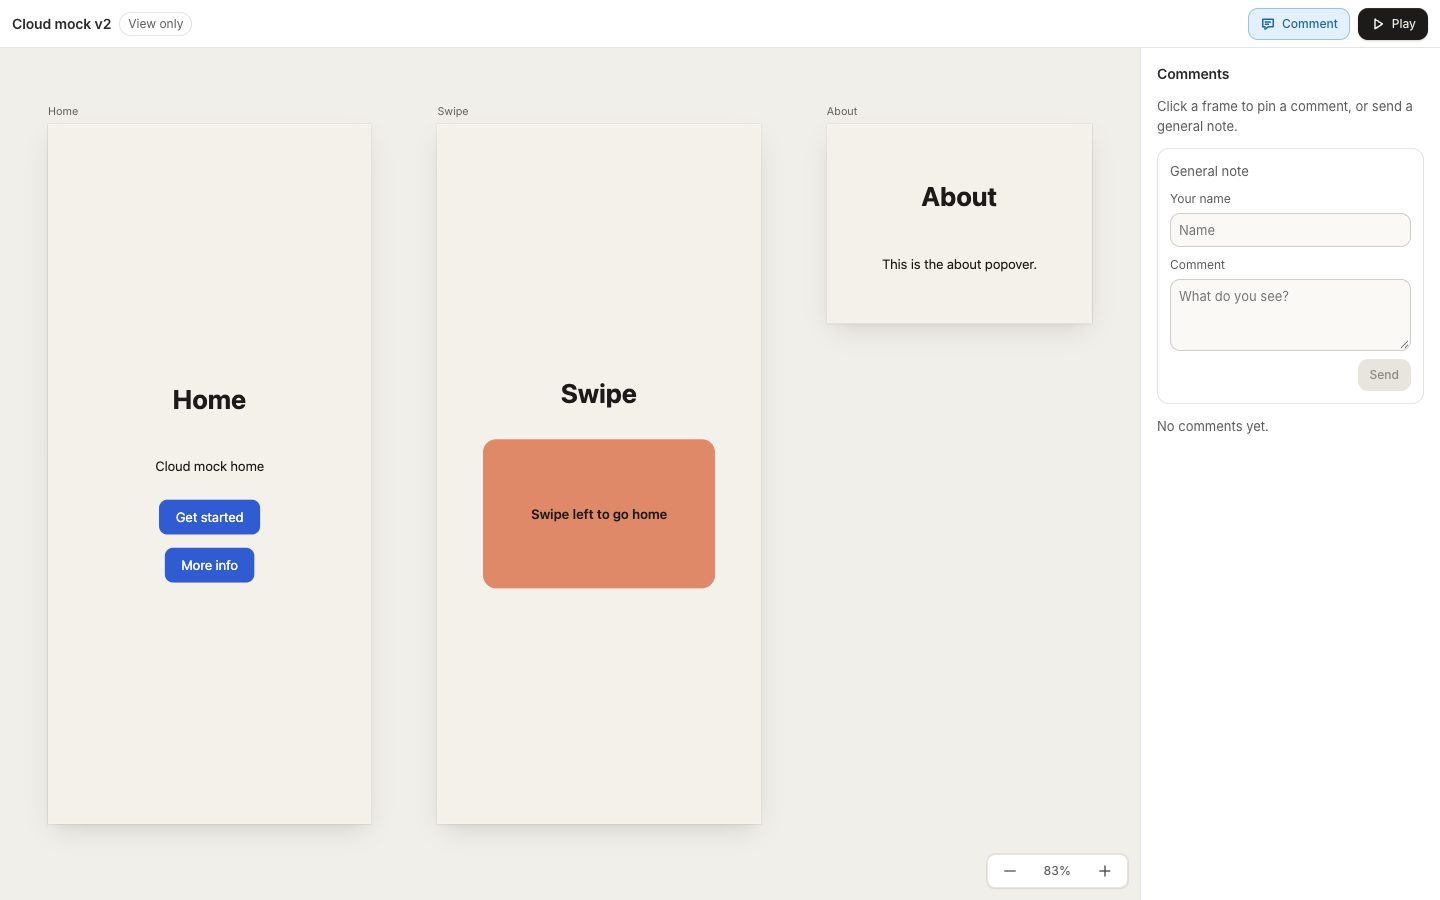 Cloud mock v2
View only
Comment
Play
Home
Home
Cloud mock home
Get started
More info
Swipe
Swipe
Swipe left to go home
About
About
This is the about popover.
83%
Comments
Click a frame to pin a comment, or send a
general note.
General note
Your name
Name
Comment
What do you see?
Send
No comments yet.